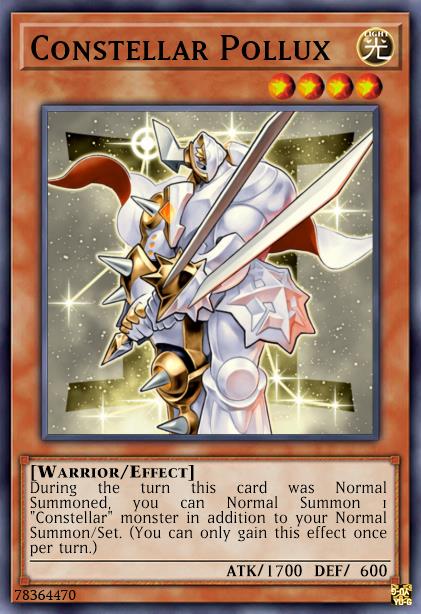 CONSTELLAR POLLUX
LIGHT
光
[WARRIOR/EFFECT]
During the turn this card was Normal
Summoned, you can Normal Summon 1
"Constellar" monster in addition to your Normal
Summon/Set. (You can only gain this effect once
per turn.)
ATK/1700 DEF/ 600
78364470